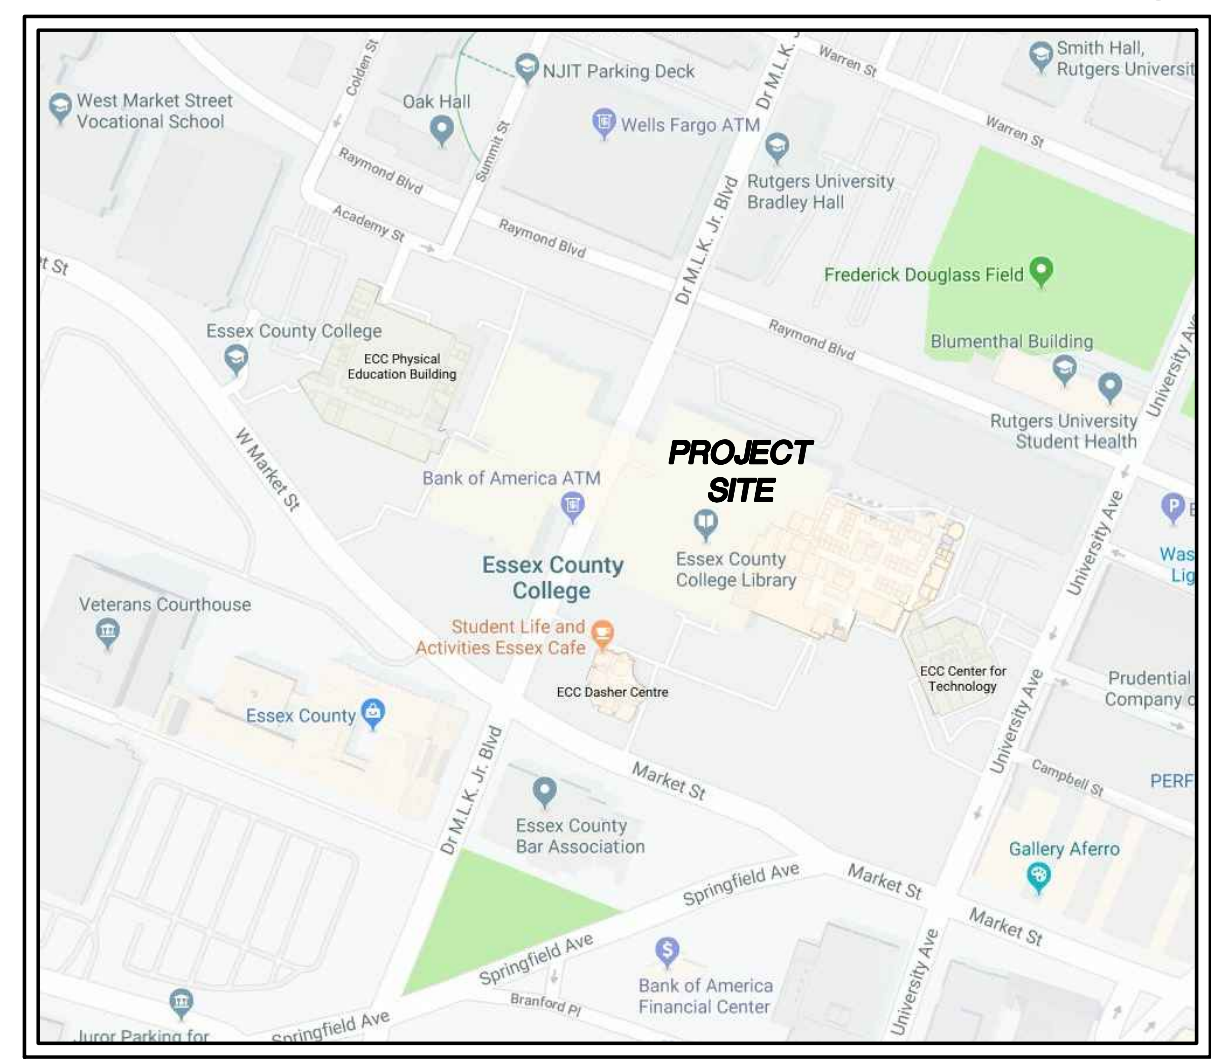 Smith Hall,
Rutgers Universit
Warren St
Dr M.L.K. J
Colden St
NJIT Parking Deck
West Market Street
Vocational School
Oak Hall
Wells Fargo ATM
Summit St
Warren St
Raymond Blvd
Rutgers University
Bradley Hall
Academy St
Raymond Blvd
Dr M.L.K. Jr. Blvd
t St
Frederick Douglass Field
Essex County College
Raymond Blvd
Blumenthal Building
University Av
ECC Physical
Education Building
Rutgers University
Student Health
W Market St
PROJECT
SITE
Bank of America ATM
P
E
University Ave
Essex County
College Library
Was
Lig
Essex County
College
Veterans Courthouse
Student Life and
Activities Essex Cafe
ECC Center for
Technology
ECC Dasher Centre
Prudential
Company
University Ave
Essex County
Dr M.L.K. Jr. Blvd
Market St
Campbell St
PERF
Essex County
Bar Association
Gallery Aferro
Springfield Ave
Market St
Market St
Springfield Ave
$
Bank of America
Financial Center
University Ave
Branford Pl
Springfield Ave
Juror Parking for